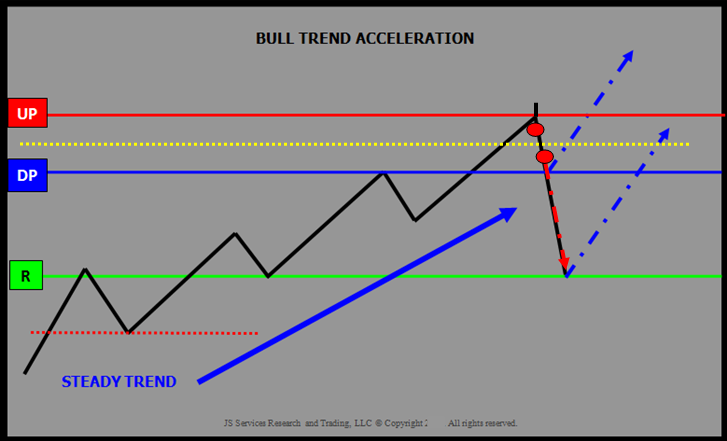 BULL TREND ACCELERATION
UP
DP
R
STEADY TREND
JS Services Research and Trading, LLC © Copyright All rights reserved.